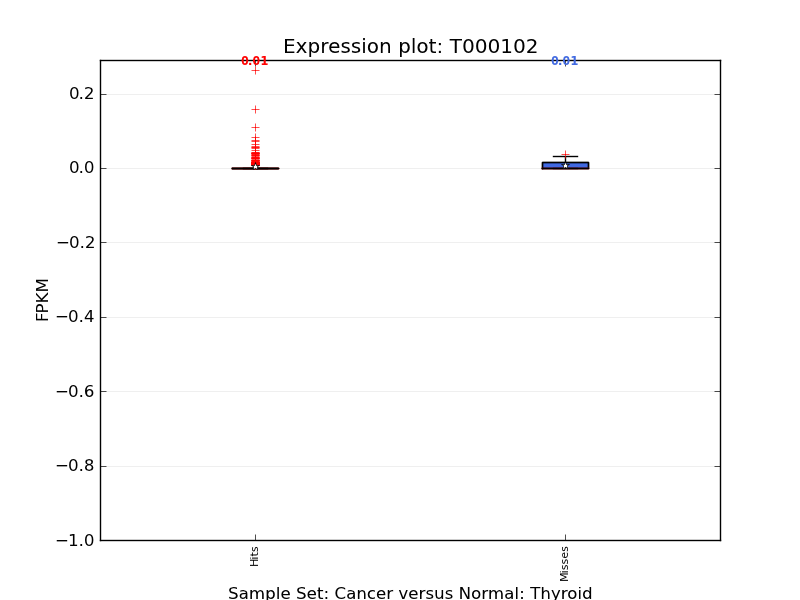 Expression plot: T000102
0.01 0.01
0.2
0.0
−0.2
−0.4
−0.6
−0.8
−1.0
FPKM
Hits Misses
Sample Set: Cancer versus Normal: Thyroid